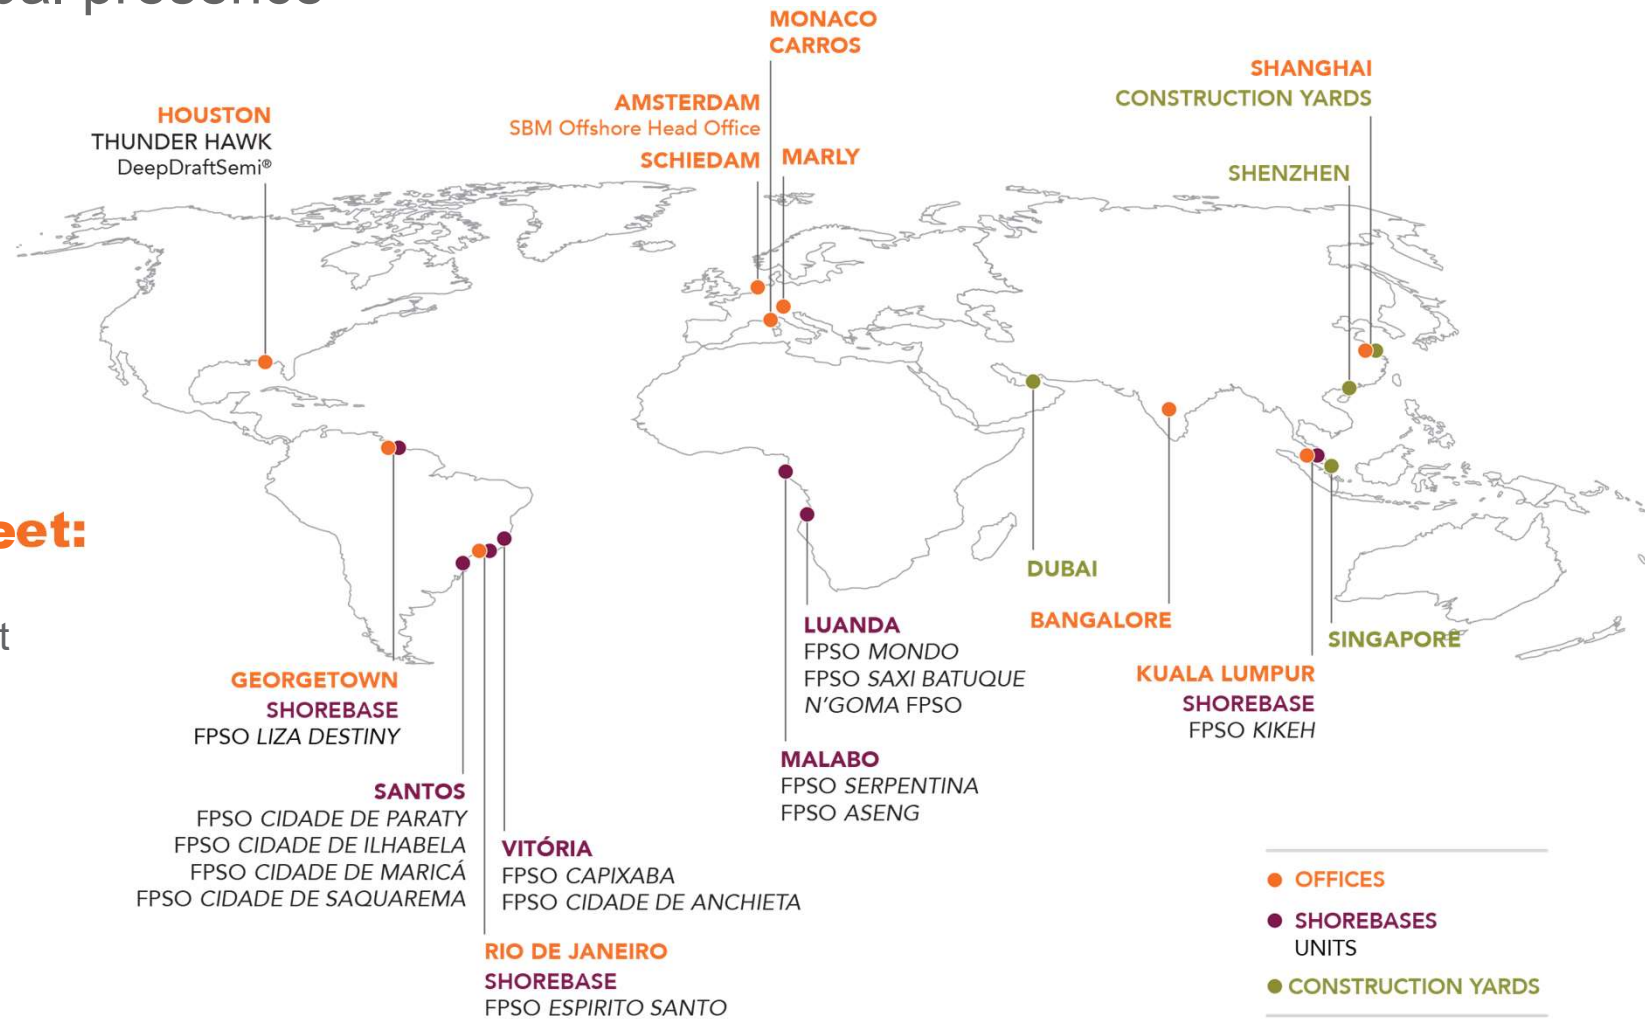 presence
MONACO
CARROS
SHANGHAI
CONSTRUCTION YARDS
AMSTERDAM
SBM Offshore Head Office
HOUSTON
THUNDER HAWK
DeepDraftSemi®
SCHIEDAM
MARLY
SHENZHEN
eet:
t
DUBAI
BANGALORE
SINGAPORE
LUANDA
FPSO MONDO
FPSO SAXI BATUQUE
N'GOMA FPSO
KUALA LUMPUR
SHOREBASE
FPSO KIKEH
GEORGETOWN
SHOREBASE
FPSO LIZA DESTINY
MALABO
FPSO SERPENTINA
FPSO ASENG
SANTOS
FPSO CIDADE DE PARATY
FPSO CIDADE DE ILHABELA
FPSO CIDADE DE MARICÁ
FPSO CIDADE DE SAQUAREMA
VITÓRIA
FPSO CAPIXABA
FPSO CIDADE DE ANCHIETA
RIO DE JANEIRO
SHOREBASE
FPSO ESPIRITO SANTO
OFFICES
SHOREBASES
UNITS
CONSTRUCTION YARDS